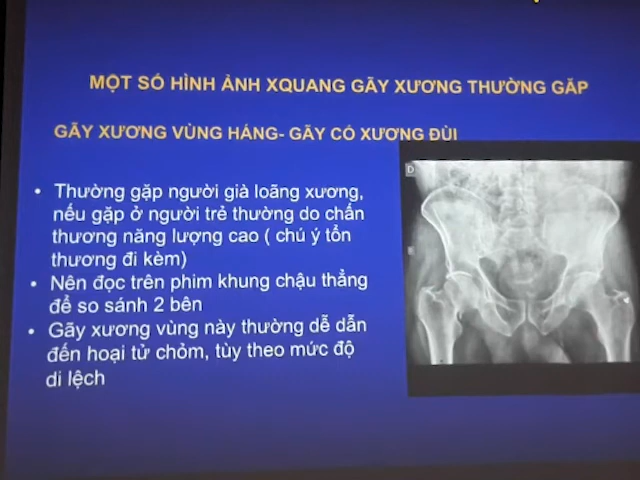 MỘT SỐ HÌNH ẢNH XQUANG GÃY XƯƠNG THƯỜNG GẶP
GÃY XƯƠNG VÙNG HÁNG- GÃY CỔ XƯƠNG ĐÙI
• Thường gặp người già loãng xương,
nếu gặp ở người trẻ thường do chấn
thương năng lượng cao ( chú ý tổn
thương đi kèm)
• Nên đọc trên phim khung chậu thẳng
để so sánh 2 bên
• Gãy xương vùng này thường dễ dẫn
đến hoại tử chỏm, tùy theo mức độ
di lệch
D